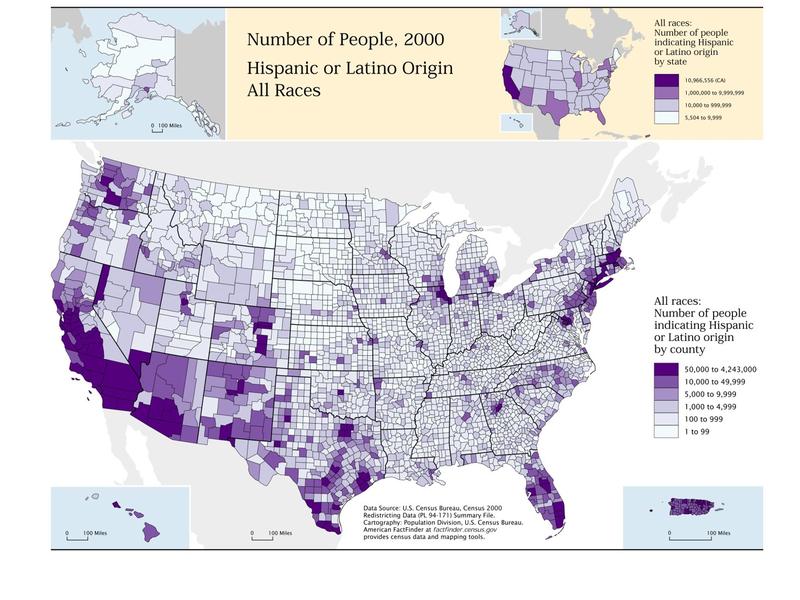 Number of People, 2000
Hispanic or Latino Origin
All Races
0 100 Miles
All races:
Number of people
indicating Hispanic
or Latino origin
by state
10,966,556 (CA)
1,000,000 to 9,999,999
10,000 to 999,999
5,504 to 9,999
All races:
Number of people
indicating Hispanic
or Latino origin
by county
50,000 to 4,243,000
10,000 to 49,999
5,000 to 9,999
1,000 to 4,999
100 to 999
1 to 99
0 100 Miles
0 100 Miles
Data Source: U.S. Census Bureau, Census 2000
Redistricting Data (PL 94-171) Summary File.
Cartography: Population Division, U.S. Census Bureau.
American FactFinder at factfinder.census.gov
provides census data and mapping tools.
0 100 Miles